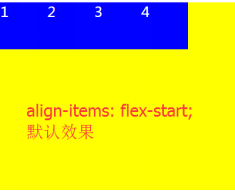 1 2 3 4
align-items: flex-start;
默认效果